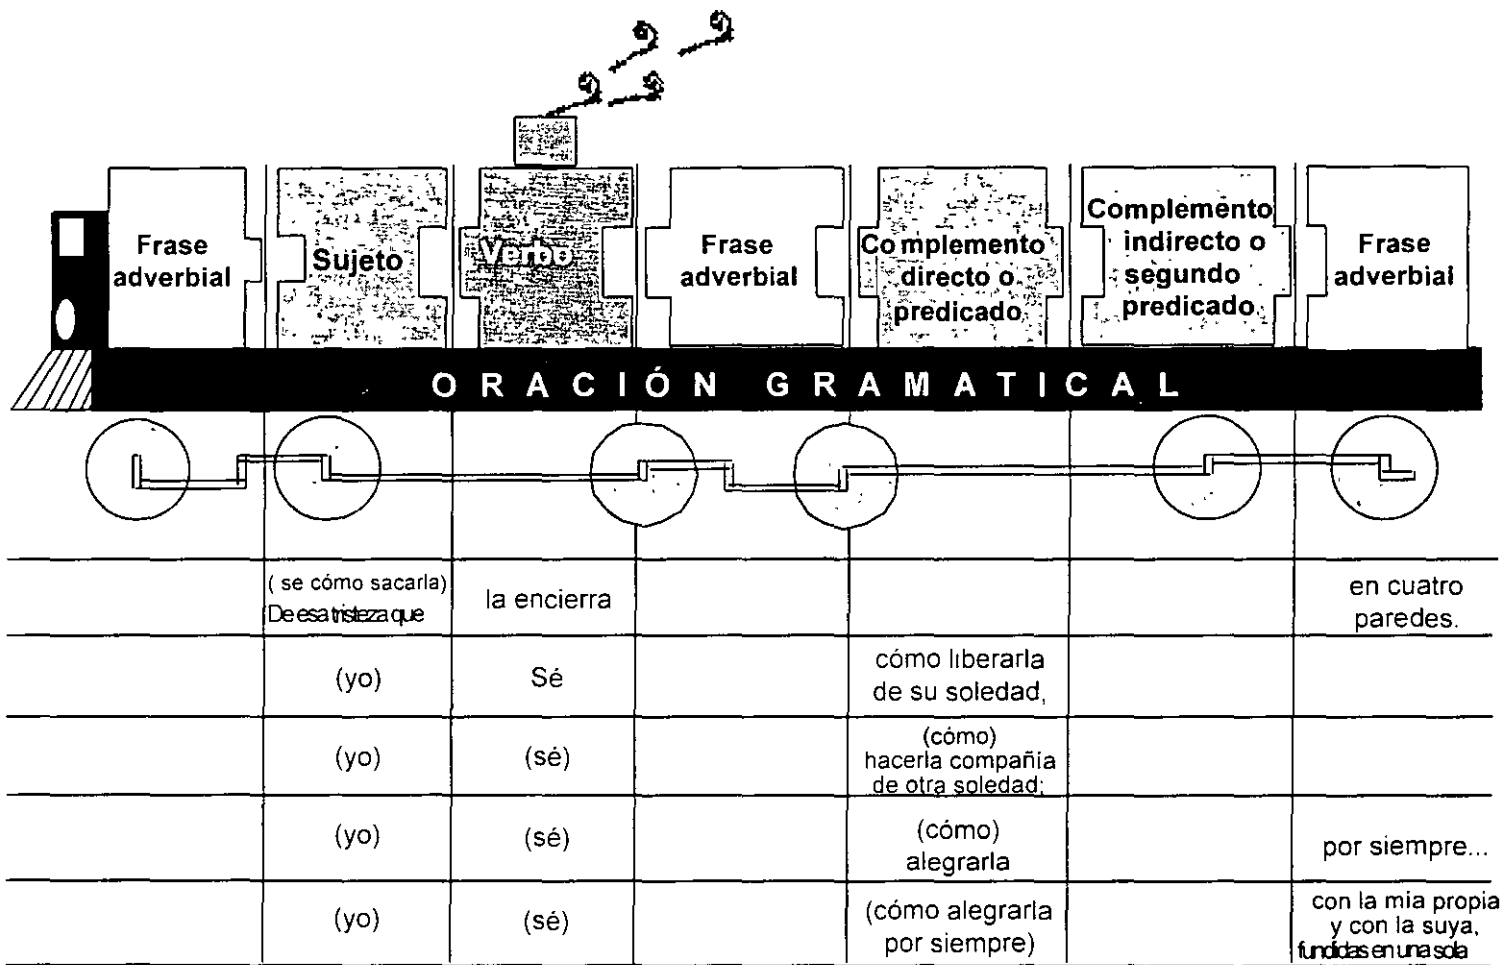 Frase
adverbial
Sujeto
Verbo
Frase
adverbial
Complemento
directo o
predicado
Complemento
indirecto o
segundo
predicado
Frase
adverbial
ORACIÓN GRAMATICAL
( se cómo sacarla)
De esa tristeza que
la encierra
en cuatro
paredes.
(yo)
Sé
cómo liberarla
de su soledad,
(yo)
(sé)
(cómo)
hacerla compañía
de otra soledad;
(yo)
(sé)
(cómo)
alegrarla
por siempre...
(yo)
(sé)
(cómo alegrarla
por siempre)
con la mia propia
y con la suya,
fundidas en una sola